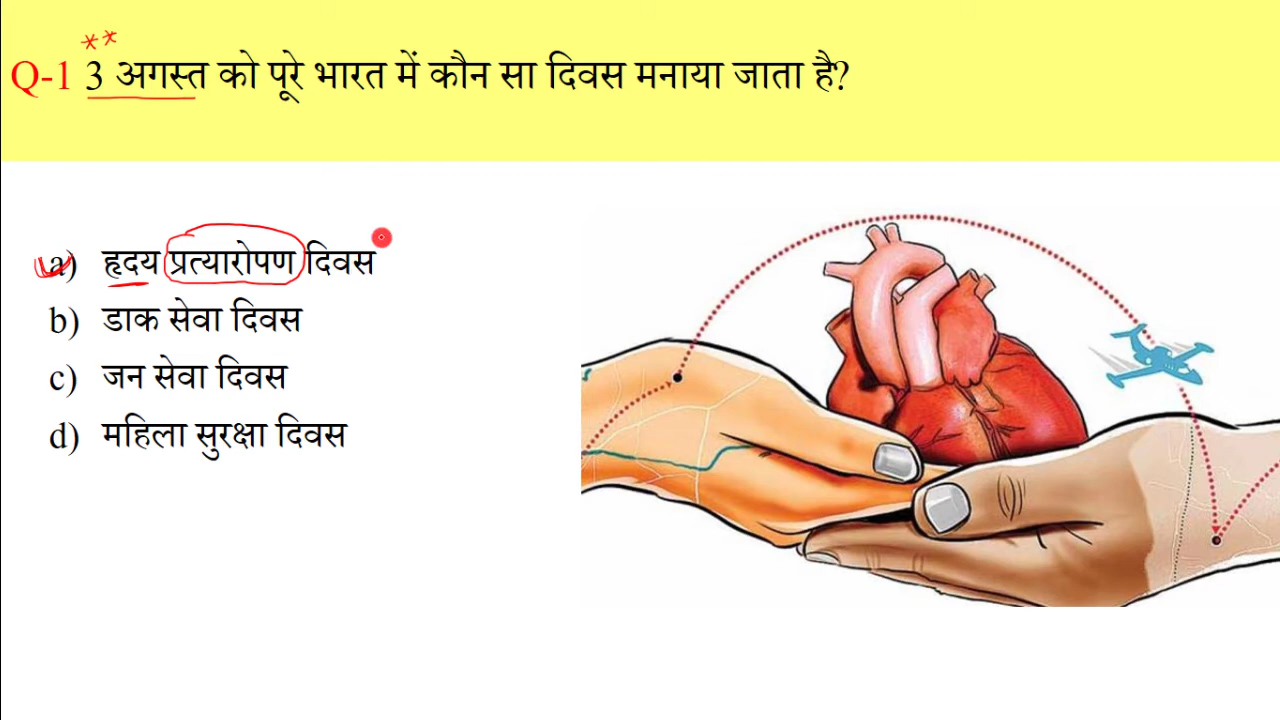 Q-1 3 अगस्त को पूरे भारत में कौन सा दिवस मनाया जाता है?
a) हृदय प्रत्यारोपण दिवस
b) डाक सेवा दिवस
c) जन सेवा दिवस
d) महिला सुरक्षा दिवस